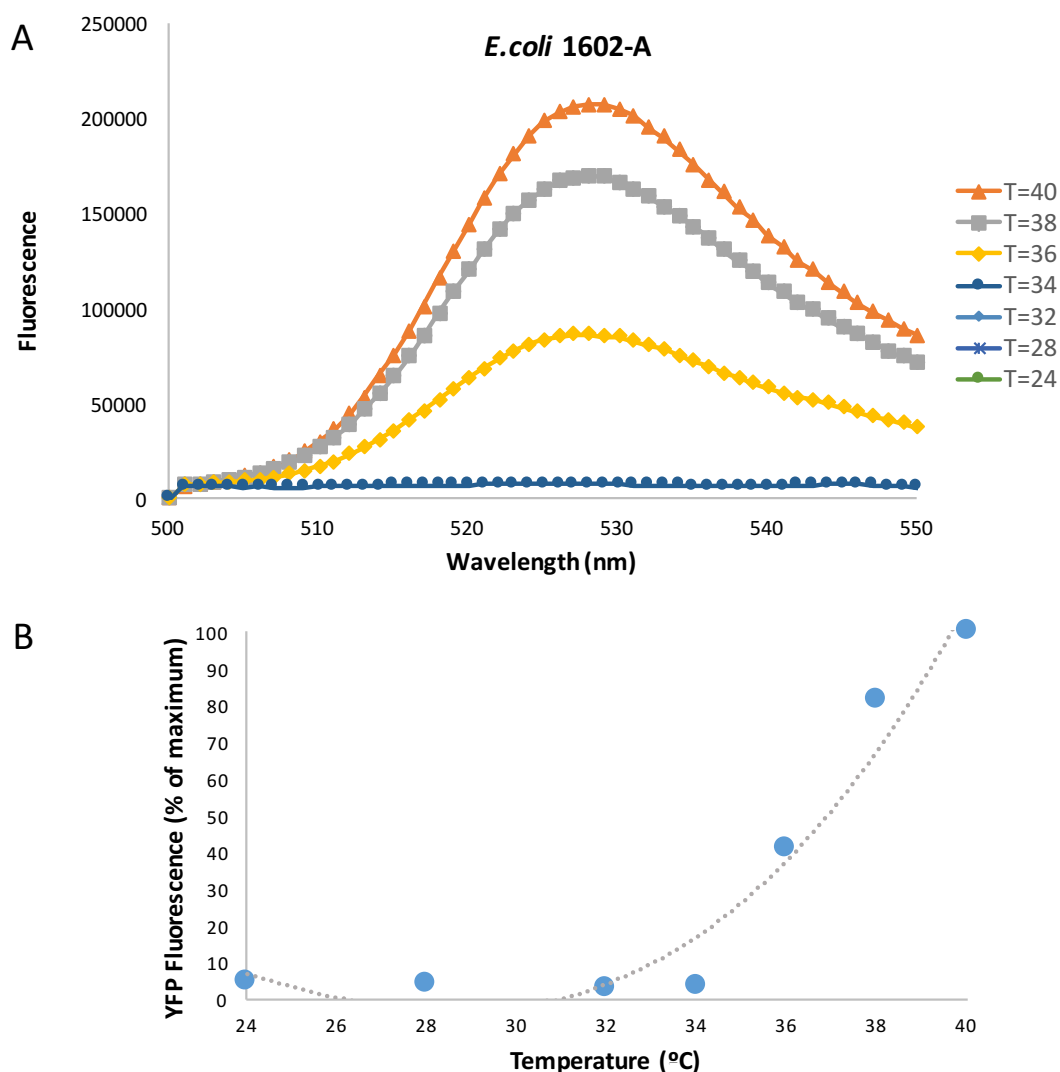 A
E.coli 1602-A
Fluorescence
250000
200000
150000
100000
50000
0
500 510 520 530 540 550
Wavelength (nm)
T=40
T=38
T=36
T=34
T=32
T=28
T=24
B
YFP Fluorescence (% of maximum)
100
90
80
70
60
50
40
30
20
10
0
24 26 28 30 32 34 36 38 40
Temperature (ºC)